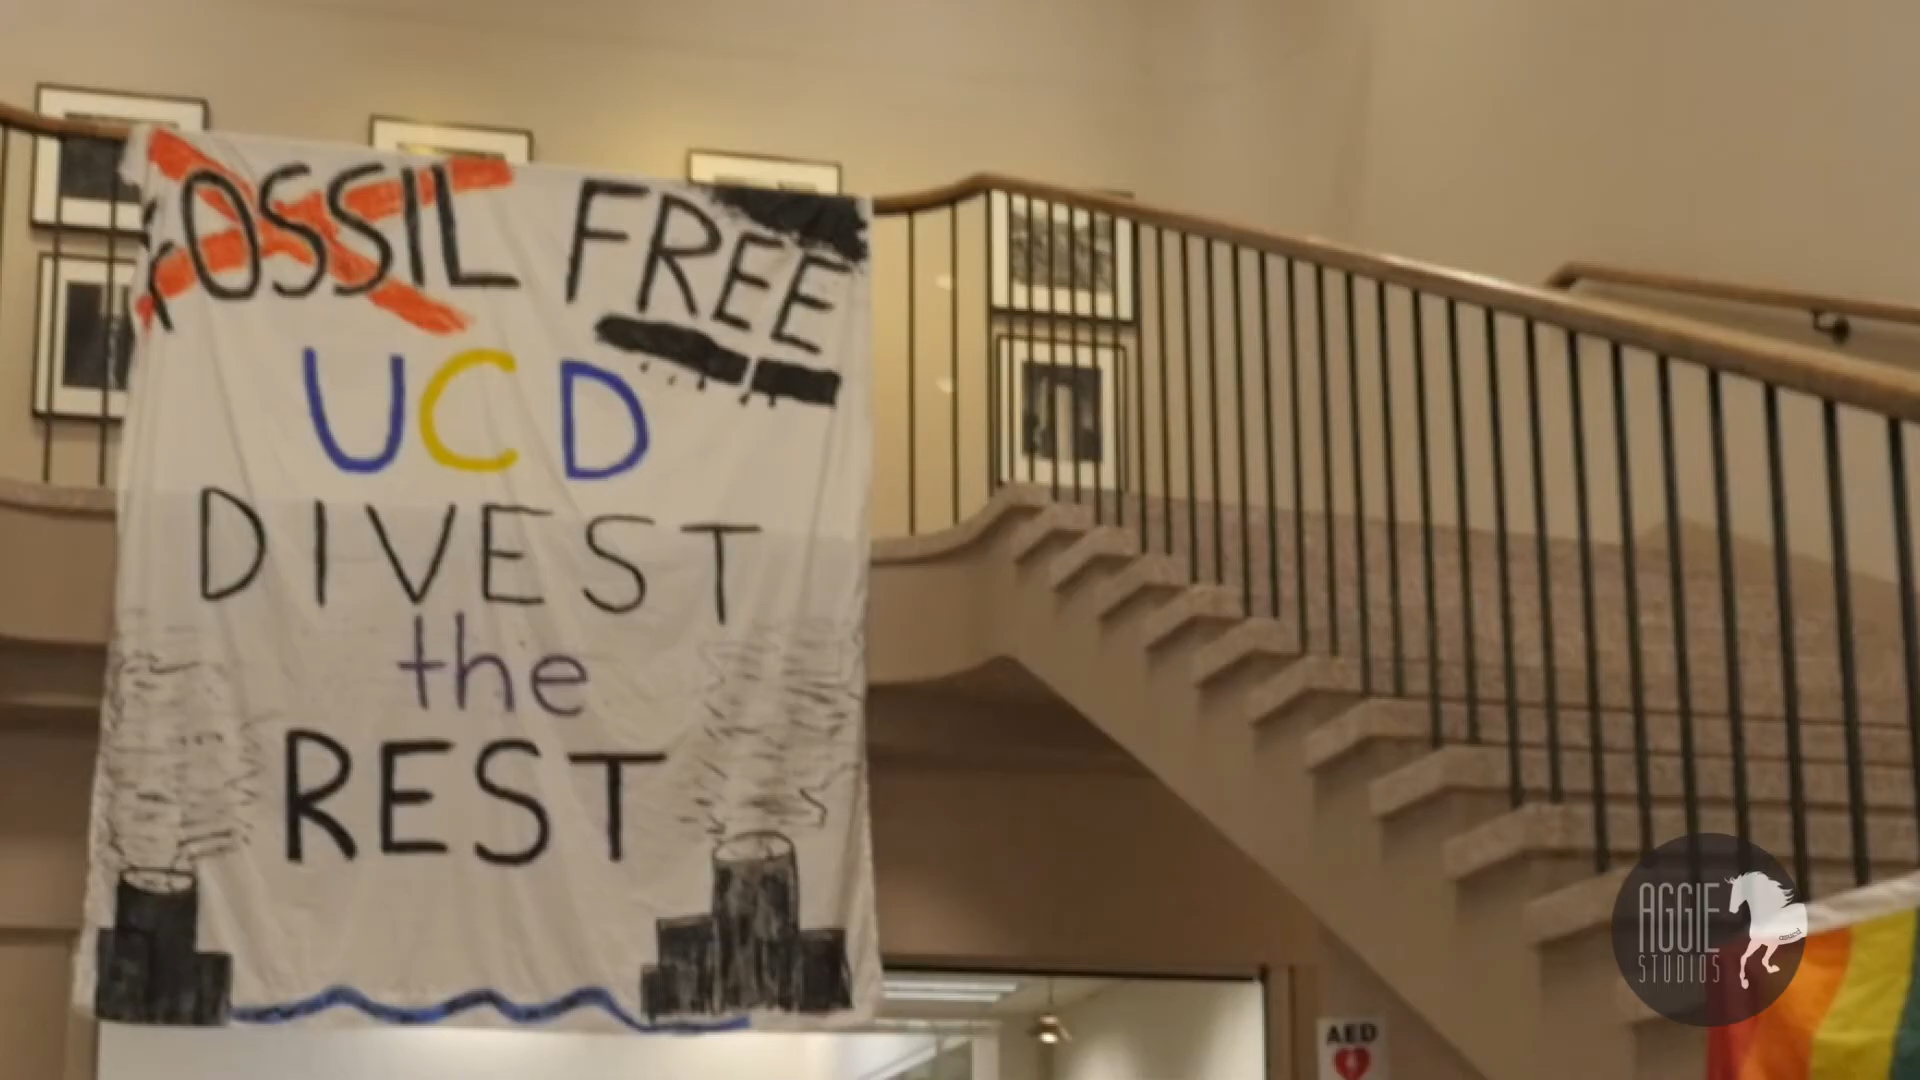 FOSSIL FREE
UCD
DIVEST
the
REST
AGGIE
STUDIOS
AED